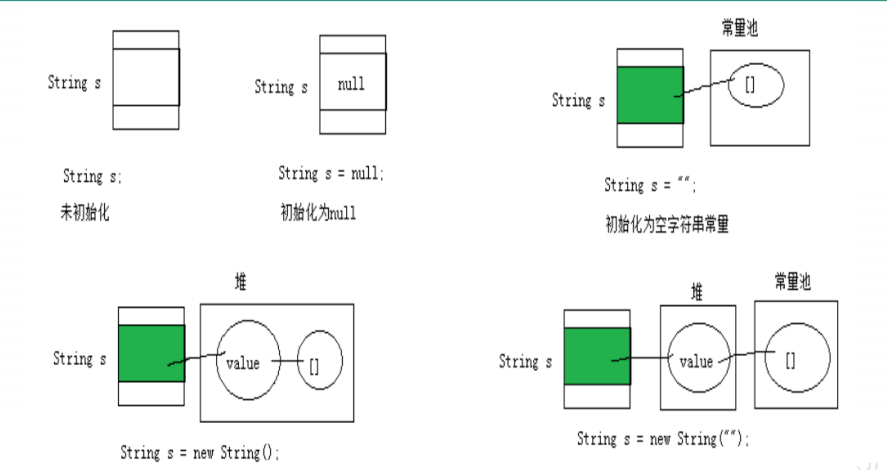 常量池
String s
String s
null
String s
[]
String s;
未初始化
String s = null;
初始化为null
String s = "";
初始化为空字符串常量
堆
String s
value
[]
String s = new String();
堆
常量池
String s
value
[]
String s = new String("");